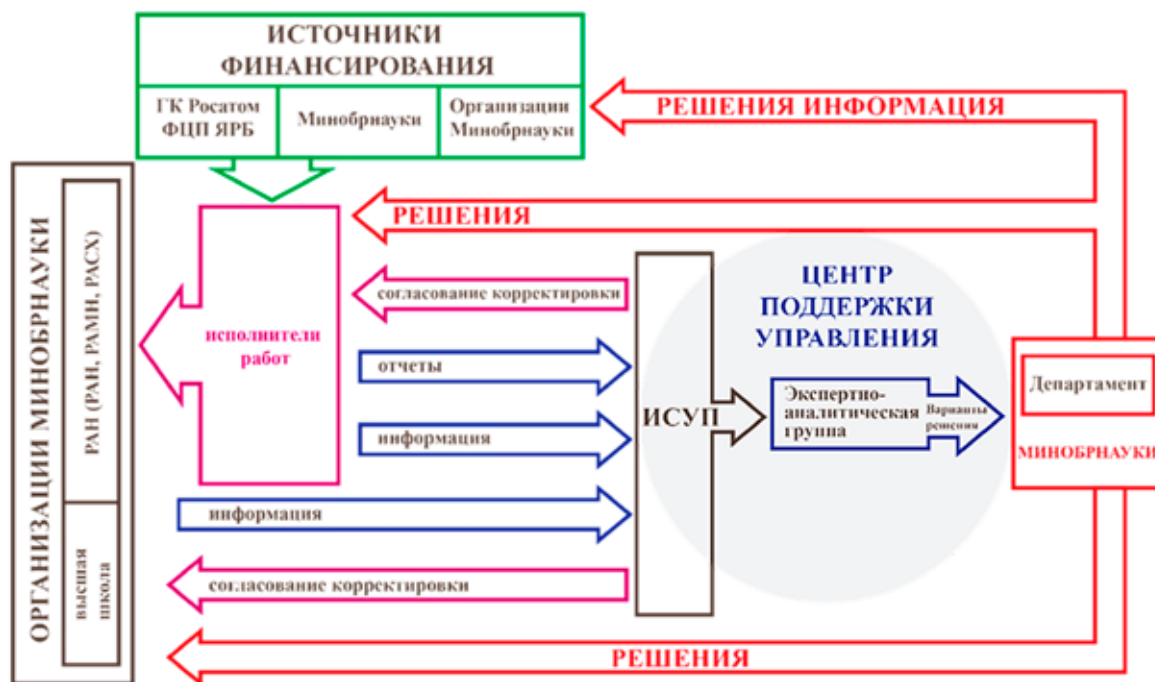 ИСТОЧНИКИ
ФИНАНСИРОВАНИЯ
ГК Росатом
ФЦП ЯРБ
Минобрнауки
Организации
Минобрнауки
РЕШЕНИЯ ИНФОРМАЦИЯ
РЕШЕНИЯ
ОРГАНИЗАЦИИ МИНОБРНАУКИ
РАН (РАН, РАМН, РАСХ)
высшая
школа
исполнители
работ
согласование корректировки
отчеты
информация
информация
согласование корректировки
ИСУП
ЦЕНТР
ПОДДЕРЖКИ
УПРАВЛЕНИЯ
Экспертно-
аналитическая
группа
Варианты
решения
Департамент
МИНОБРНАУКИ
РЕШЕНИЯ